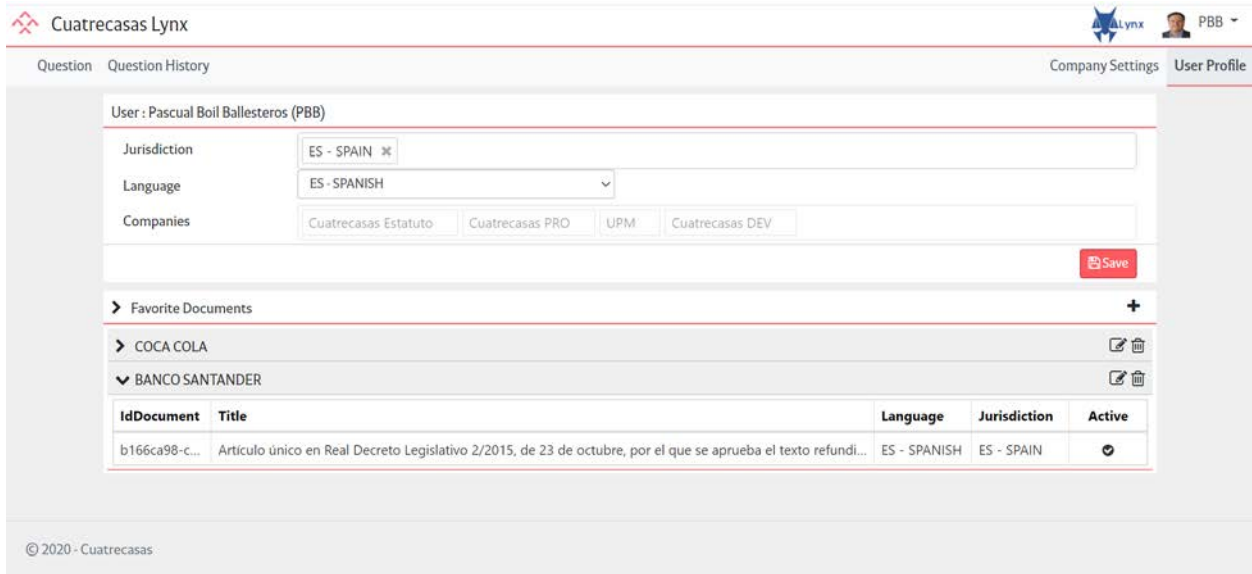 Cuatrecasas Lynx
Lynx
PBB
Question Question History Company Settings User Profile
User : Pascual Boil Ballesteros (PBB)
Jurisdiction ES - SPAIN ✖
Language ES - SPANISH
Companies Cuatrecasas Estatuto Cuatrecasas PRO UPM Cuatrecasas DEV
Save
Favorite Documents +
COCA COLA
BANCO SANTANDER
IdDocument Title Language Jurisdiction Active
b166ca98-c... Artículo único en Real Decreto Legislativo 2/2015, de 23 de octubre, por el que se aprueba el texto refundi... ES - SPANISH ES - SPAIN
© 2020 - Cuatrecasas